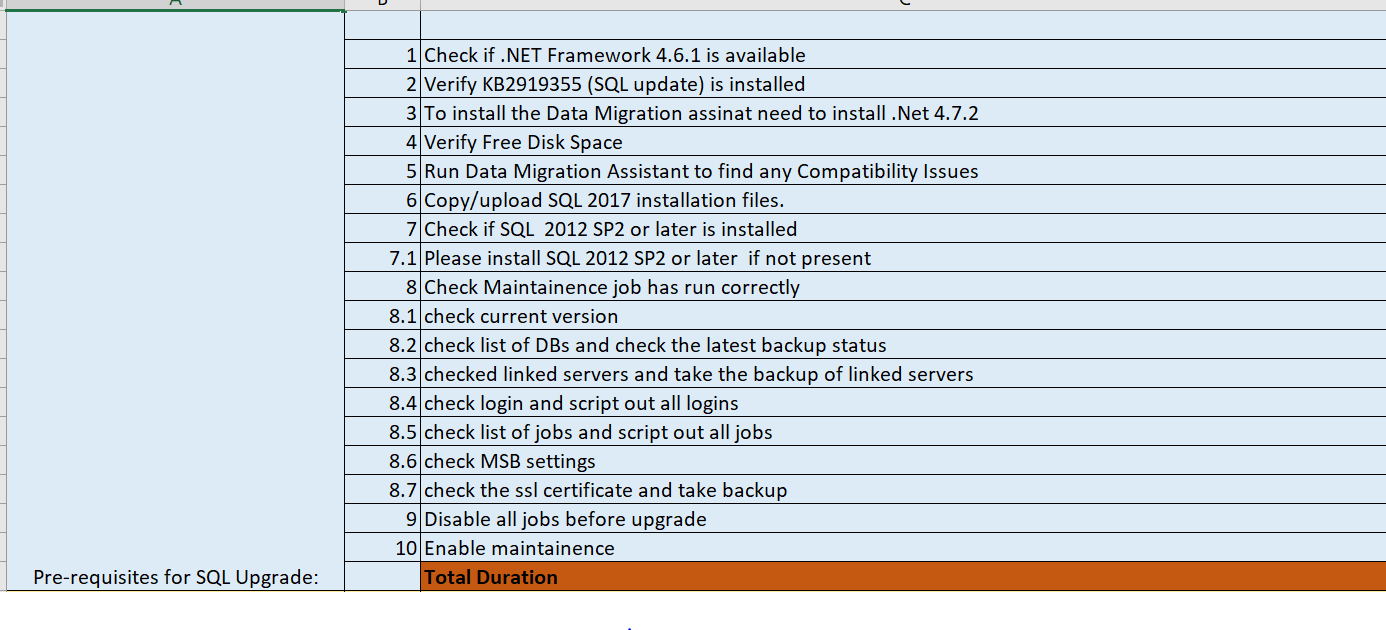 1 Check if .NET Framework 4.6.1 is available
2 Verify KB2919355 (SQL update) is installed
3 To install the Data Migration assinat need to install .Net 4.7.2
4 Verify Free Disk Space
5 Run Data Migration Assistant to find any Compatibility Issues
6 Copy/upload SQL 2017 installation files.
7 Check if SQL  2012 SP2 or later is installed
7.1 Please install SQL 2012 SP2 or later  if not present
8 Check Maintainence job has run correctly
8.1 check current version
8.2 check list of DBs and check the latest backup status
8.3 checked linked servers and take the backup of linked servers
8.4 check login and script out all logins
8.5 check list of jobs and script out all jobs
8.6 check MSB settings
8.7 check the ssl certificate and take backup
9 Disable all jobs before upgrade
10 Enable maintainence
Pre-requisites for SQL Upgrade: Total Duration